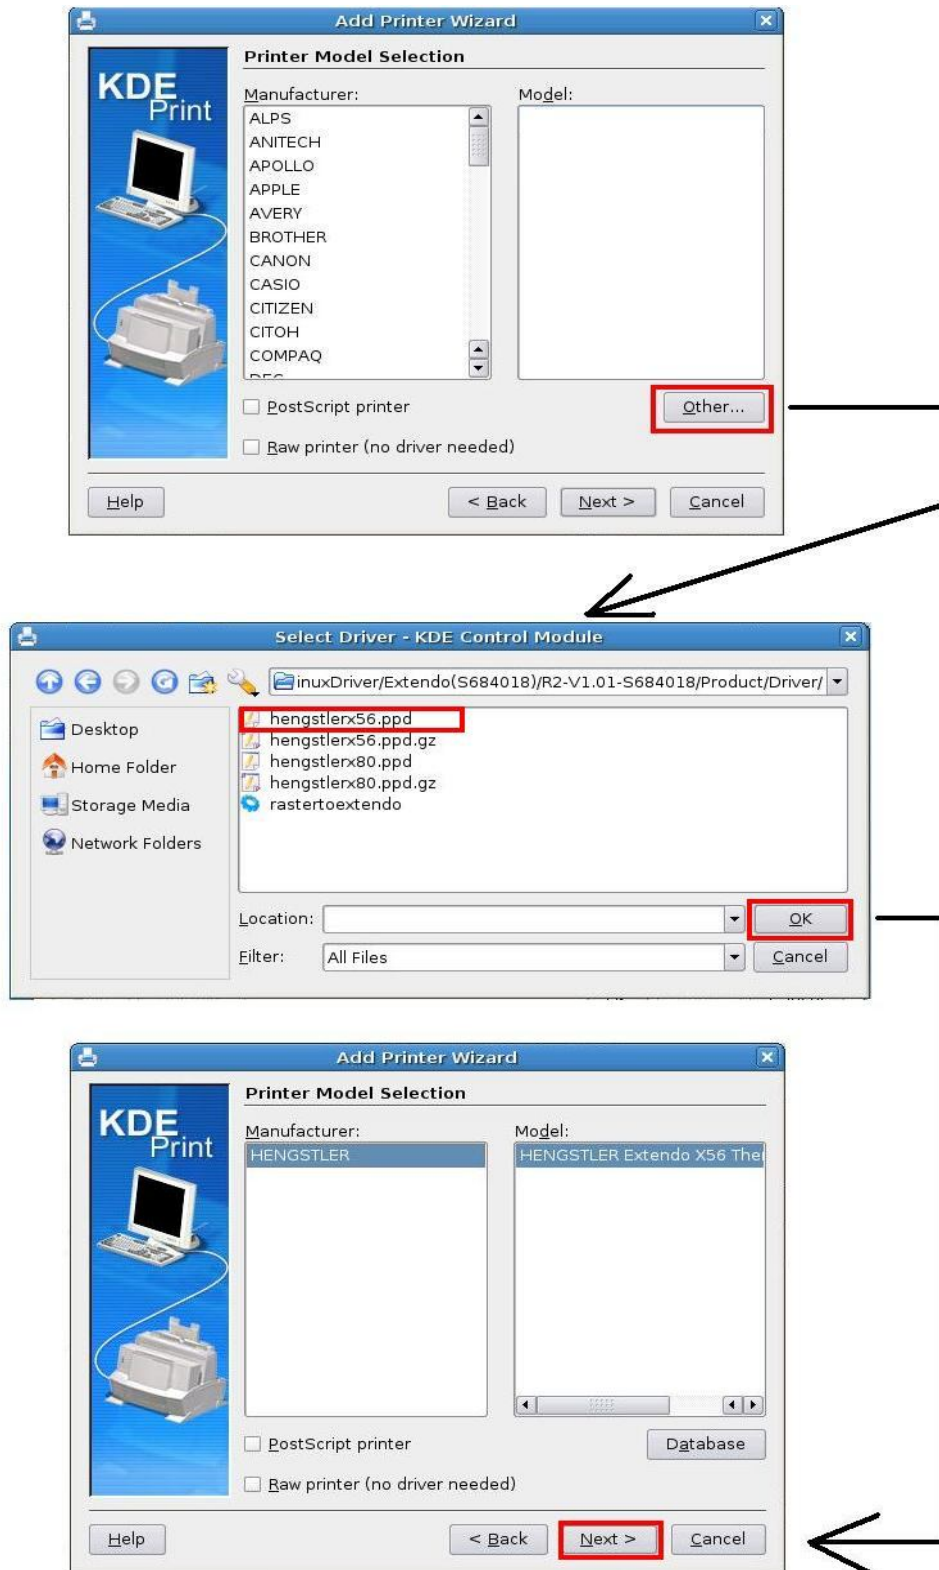 Add Printer Wizard
KDE
Print
Printer Model Selection
Manufacturer:
ALPS
ANITECH
APOLLO
APPLE
AVERY
BROTHER
CANON
CASIO
CITIZEN
CITOH
COMPAQ
Model:
PostScript printer
Other...
Raw printer (no driver needed)
Help
< Back
Next >
Cancel
Select Driver - KDE Control Module
inuxDriver/Extendo(S684018)/R2-V1.01-S684018/Product/Driver/
Desktop
Home Folder
Storage Media
Network Folders
hengstlerx56.ppd
hengstlerx56.ppd.gz
hengstlerx80.ppd
hengstlerx80.ppd.gz
rastertoextendo
Location:
OK
Filter:
All Files
Cancel
Add Printer Wizard
KDE
Print
Printer Model Selection
Manufacturer:
HENGSTLER
Model:
HENGSTLER Extendo X56
PostScript printer
Database
Raw printer (no driver needed)
Help
< Back
Next >
Cancel